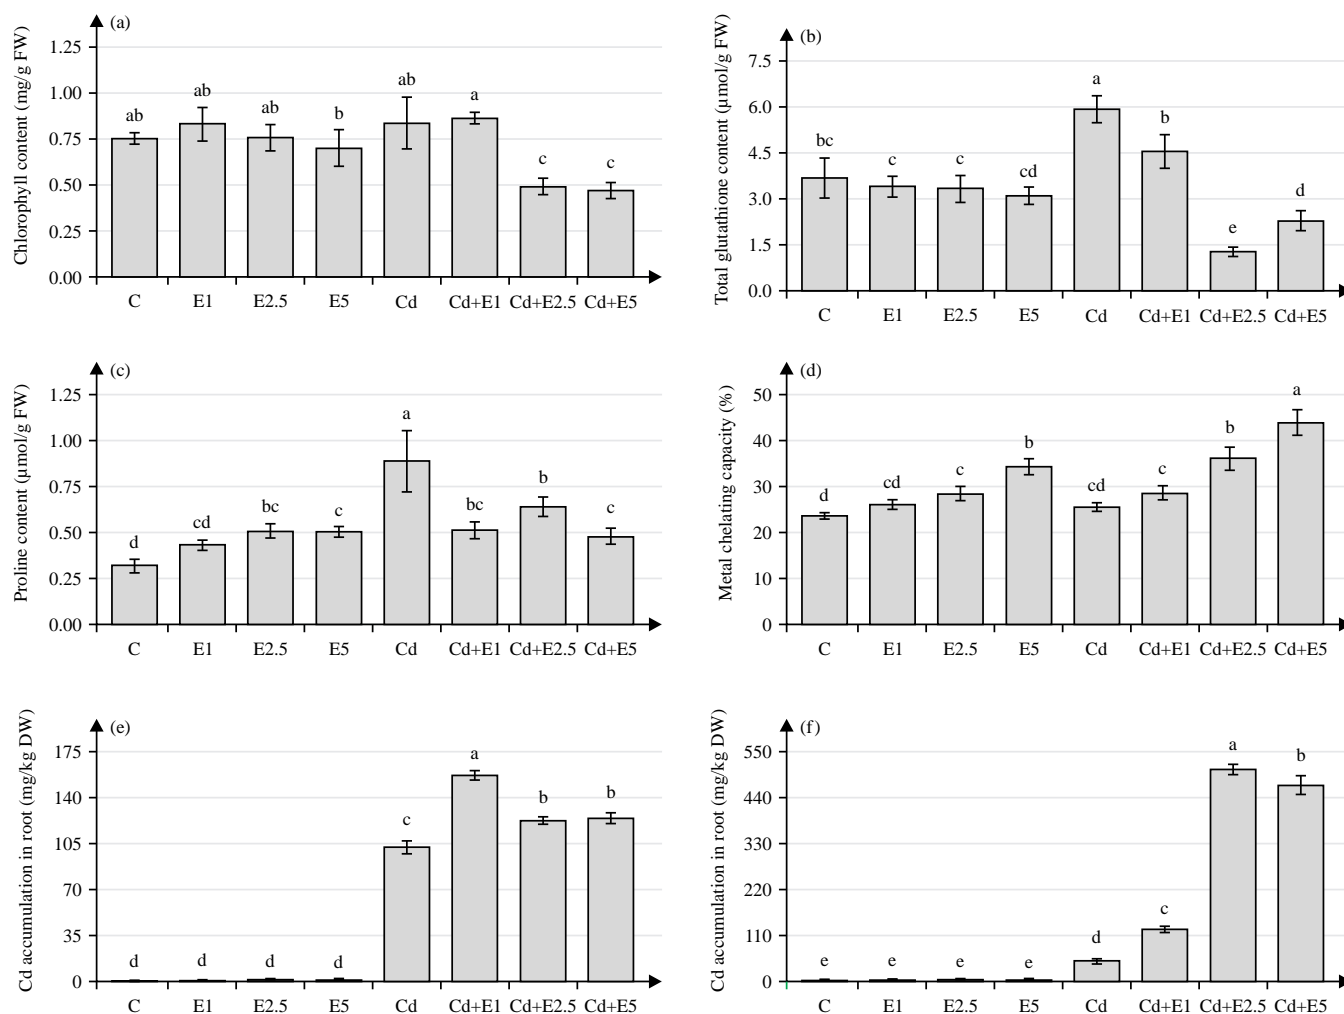 (a)
Chlorophyll content (mg/g FW)
1.25
1.00
0.75
0.50
0.25
0.00
ab
ab
ab
b
ab
a
c
c
C E1 E2.5 E5 Cd Cd+E1 Cd+E2.5 Cd+E5
(b)
Total glutathione content (µmol/g FW)
7.5
6.0
4.5
3.0
1.5
0.0
bc
c
c
cd
a
b
e
d
C E1 E2.5 E5 Cd Cd+E1 Cd+E2.5 Cd+E5
(c)
Proline content (µmol/g FW)
1.25
1.00
0.75
0.50
0.25
0.00
d
cd
bc
c
a
bc
b
c
C E1 E2.5 E5 Cd Cd+E1 Cd+E2.5 Cd+E5
(d)
Metal chelating capacity (%)
50
40
30
20
10
0
d
cd
c
b
cd
c
b
a
C E1 E2.5 E5 Cd Cd+E1 Cd+E2.5 Cd+E5
(e)
Cd accumulation in root (mg/kg DW)
175
140
105
70
35
0
d
d
d
d
c
a
b
b
C E1 E2.5 E5 Cd Cd+E1 Cd+E2.5 Cd+E5
(f)
Cd accumulation in root (mg/kg DW)
550
440
330
220
110
0
e
e
e
e
d
c
a
b
C E1 E2.5 E5 Cd Cd+E1 Cd+E2.5 Cd+E5